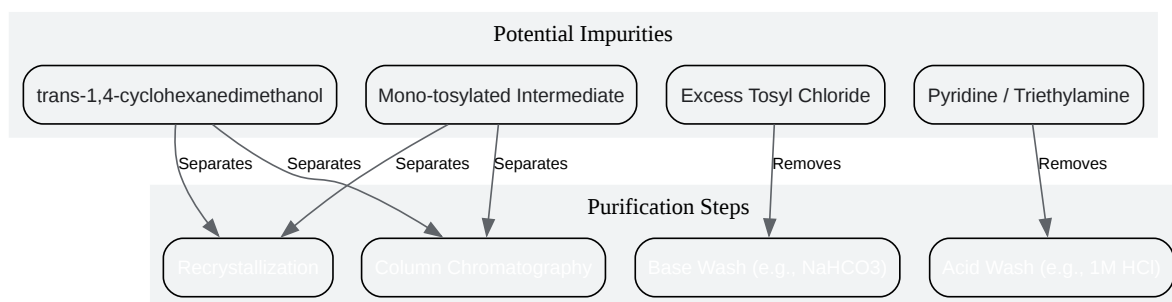 Potential Impurities
trans-1,4-cyclohexanedimethanol
Mono-tosylated Intermediate
Excess Tosyl Chloride
Pyridine / Triethylamine
Separates
Separates
Separates
Separates
Removes
Removes
Purification Steps
Recrystallization
Column Chromatography
Base Wash (e.g., NaHCO3)
Acid Wash (e.g., 1M HCl)